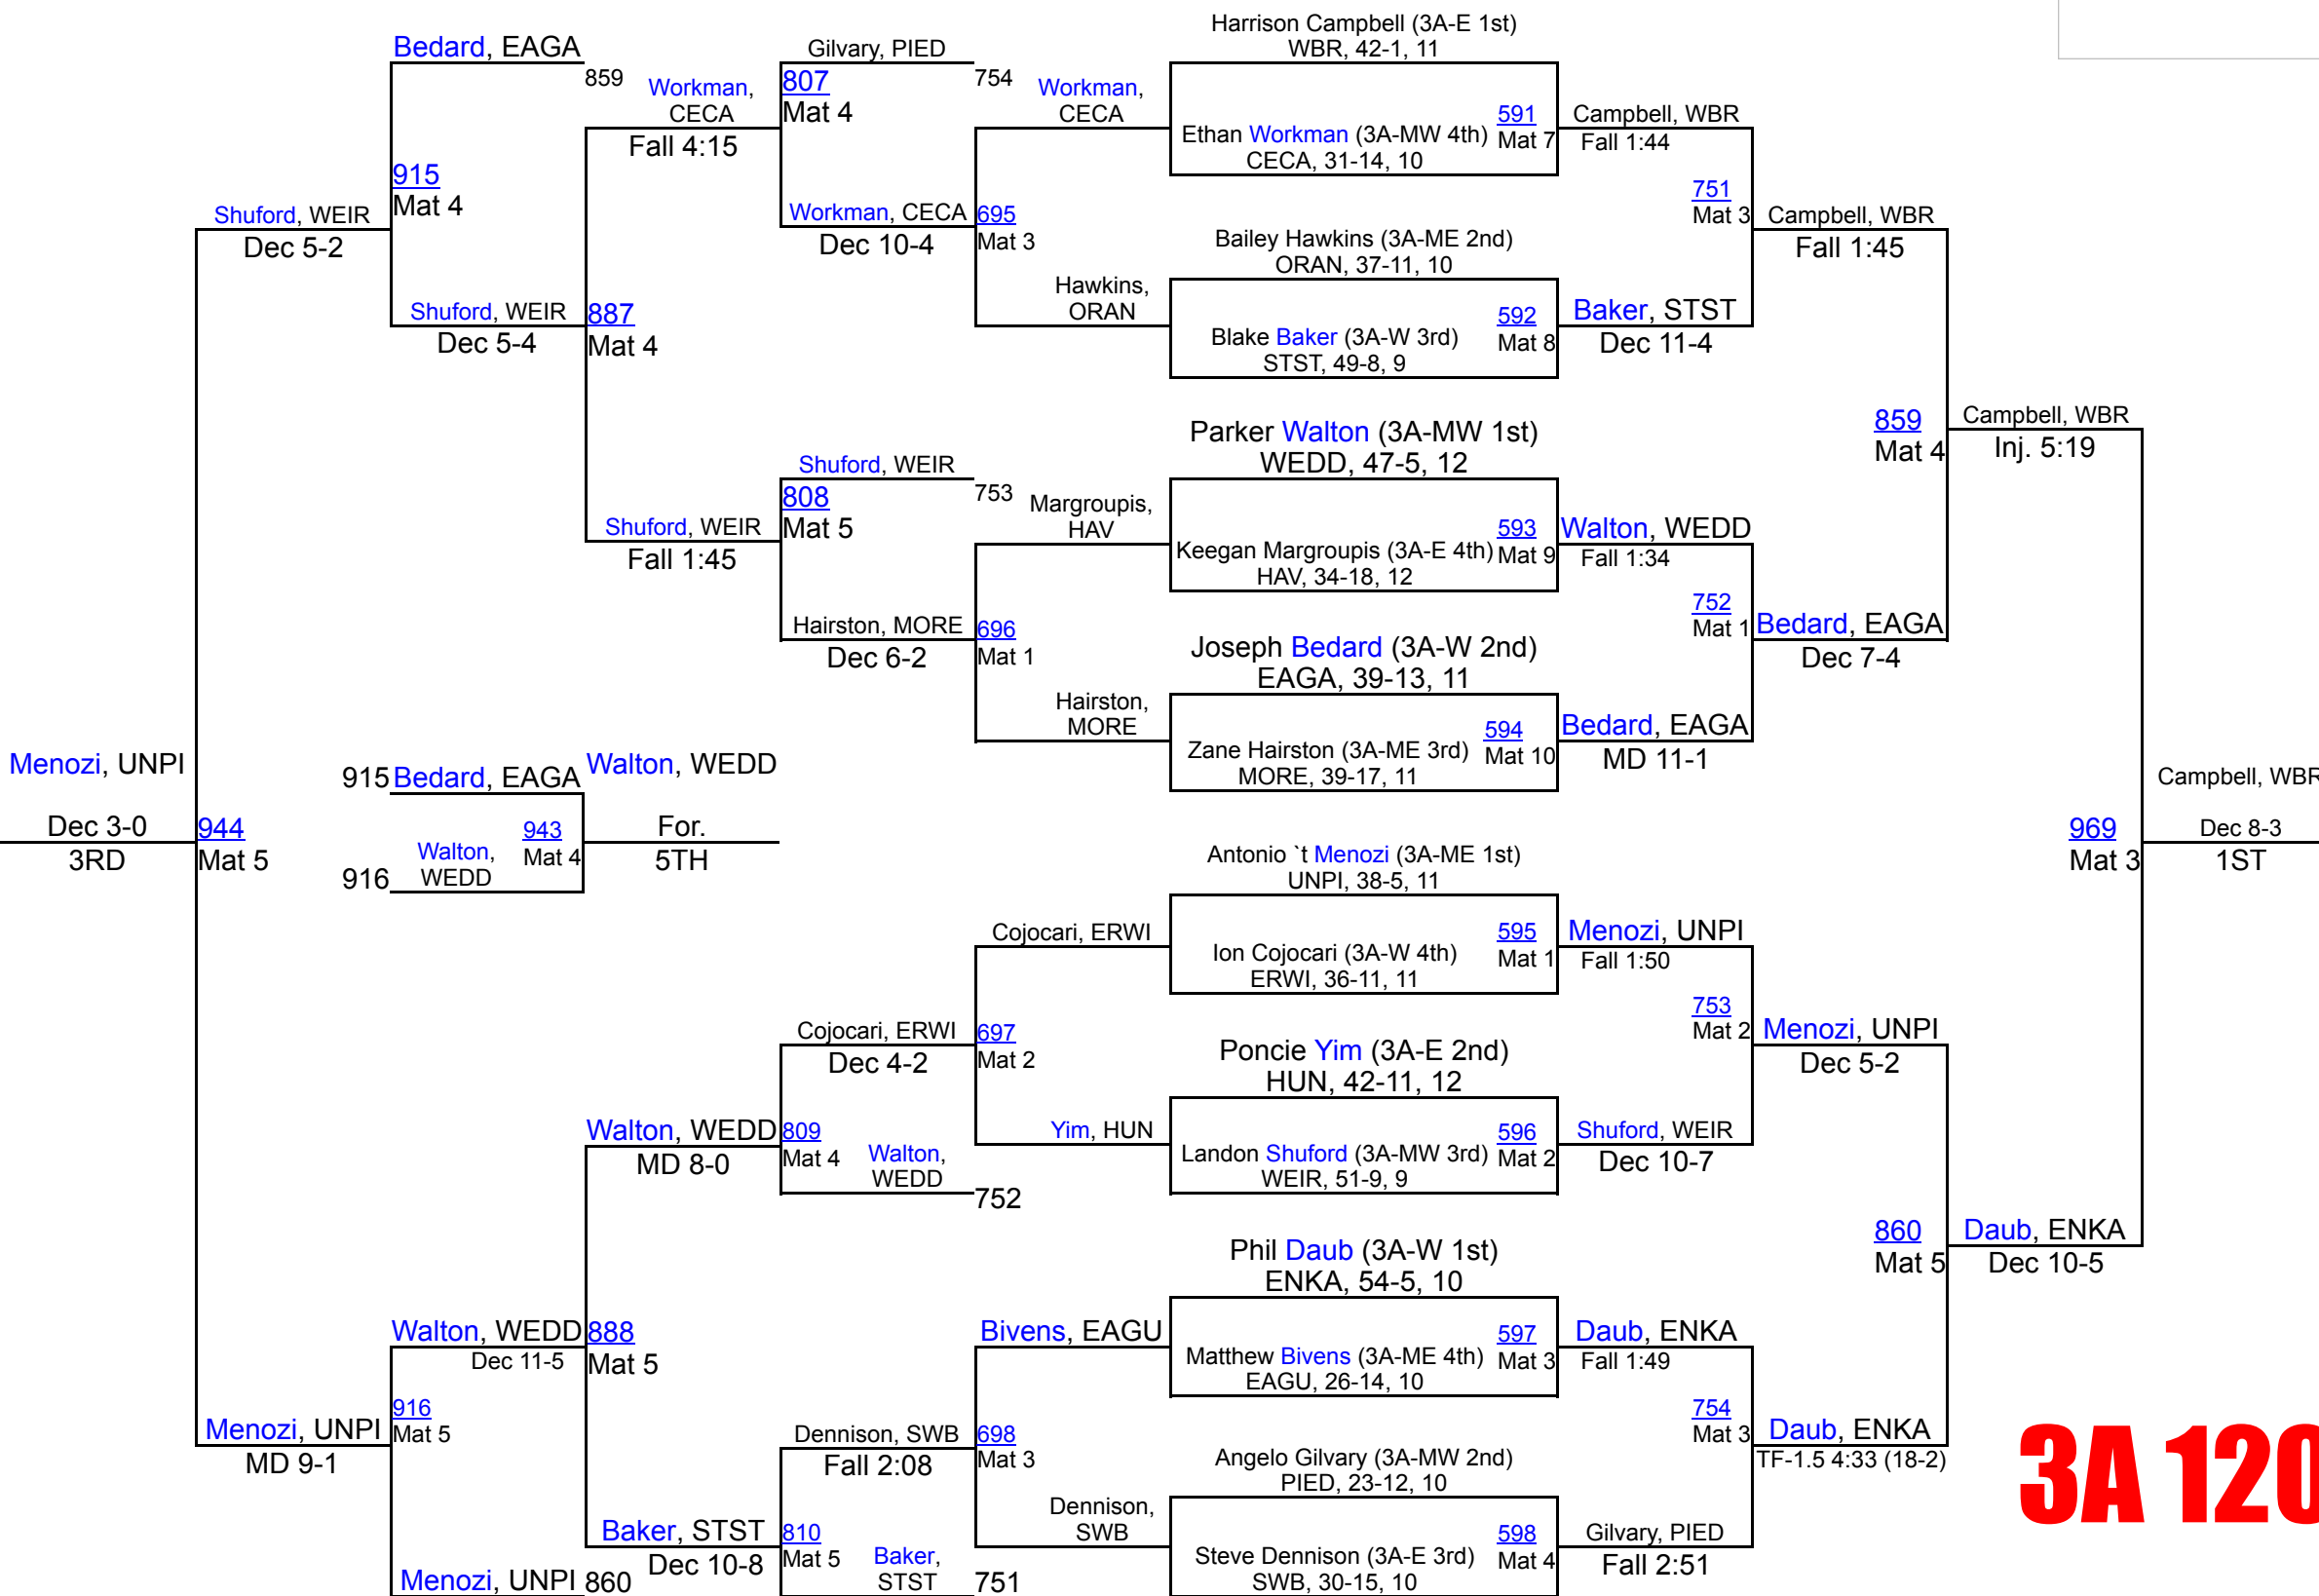 Harrison Campbell (3A-E 1st)
WBR, 42-1, 11
Bedard, EAGA
859
Workman,
CECA
Fall 4:15
Gilvary, PIED
807
Mat 4
754
Workman,
CECA
Ethan Workman (3A-MW 4th)
CECA, 31-14, 10
591
Mat 7
Campbell, WBR
Fall 1:44
915
Mat 4
Shuford, WEIR
Dec 5-2
Workman, CECA
Dec 10-4
695
Mat 3
751
Mat 3
Campbell, WBR
Fall 1:45
Bailey Hawkins (3A-ME 2nd)
ORAN, 37-11, 10
Hawkins,
ORAN
Shuford, WEIR
Dec 5-4
887
Mat 4
Blake Baker (3A-W 3rd)
STST, 49-8, 9
592
Mat 8
Baker, STST
Dec 11-4
859
Mat 4
Campbell, WBR
Inj. 5:19
Parker Walton (3A-MW 1st)
WEDD, 47-5, 12
Shuford, WEIR
808
Mat 5
753
Margroupis,
HAV
Shuford, WEIR
Fall 1:45
Keegan Margroupis (3A-E 4th)
HAV, 34-18, 12
593
Mat 9
Walton, WEDD
Fall 1:34
752
Mat 1
Bedard, EAGA
Dec 7-4
Hairston, MORE
Dec 6-2
696
Mat 1
Joseph Bedard (3A-W 2nd)
EAGA, 39-13, 11
Hairston,
MORE
Zane Hairston (3A-ME 3rd)
MORE, 39-17, 11
594
Mat 10
Bedard, EAGA
MD 11-1
Menozi, UNPI
Dec 3-0
3RD
944
Mat 5
915
Bedard, EAGA
Walton, WEDD
916
Walton,
WEDD
943
Mat 4
For.
5TH
969
Mat 3
Campbell, WBR
Dec 8-3
1ST
Antonio `t Menozi (3A-ME 1st)
UNPI, 38-5, 11
Cojocari, ERWI
Ion Cojocari (3A-W 4th)
ERWI, 36-11, 11
595
Mat 1
Menozi, UNPI
Fall 1:50
753
Mat 2
Menozi, UNPI
Dec 5-2
Cojocari, ERWI
Dec 4-2
697
Mat 2
Poncie Yim (3A-E 2nd)
HUN, 42-11, 12
Walton, WEDD
MD 8-0
809
Mat 4
Walton,
WEDD
752
Yim, HUN
Landon Shuford (3A-MW 3rd)
WEIR, 51-9, 9
596
Mat 2
Shuford, WEIR
Dec 10-7
860
Mat 5
Daub, ENKA
Dec 10-5
Phil Daub (3A-W 1st)
ENKA, 54-5, 10
Walton, WEDD
Dec 11-5
888
Mat 5
Bivens, EAGU
Matthew Bivens (3A-ME 4th)
EAGU, 26-14, 10
597
Mat 3
Daub, ENKA
Fall 1:49
Menozi, UNPI
MD 9-1
916
Mat 5
Dennison, SWB
Fall 2:08
698
Mat 3
754
Mat 3
Daub, ENKA
TF-1.5 4:33 (18-2)
Angelo Gilvary (3A-MW 2nd)
PIED, 23-12, 10
Dennison,
SWB
Baker, STST
Dec 10-8
810
Mat 5
Baker,
STST
751
Steve Dennison (3A-E 3rd)
SWB, 30-15, 10
598
Mat 4
Gilvary, PIED
Fall 2:51
Menozi, UNPI
860
3A 120